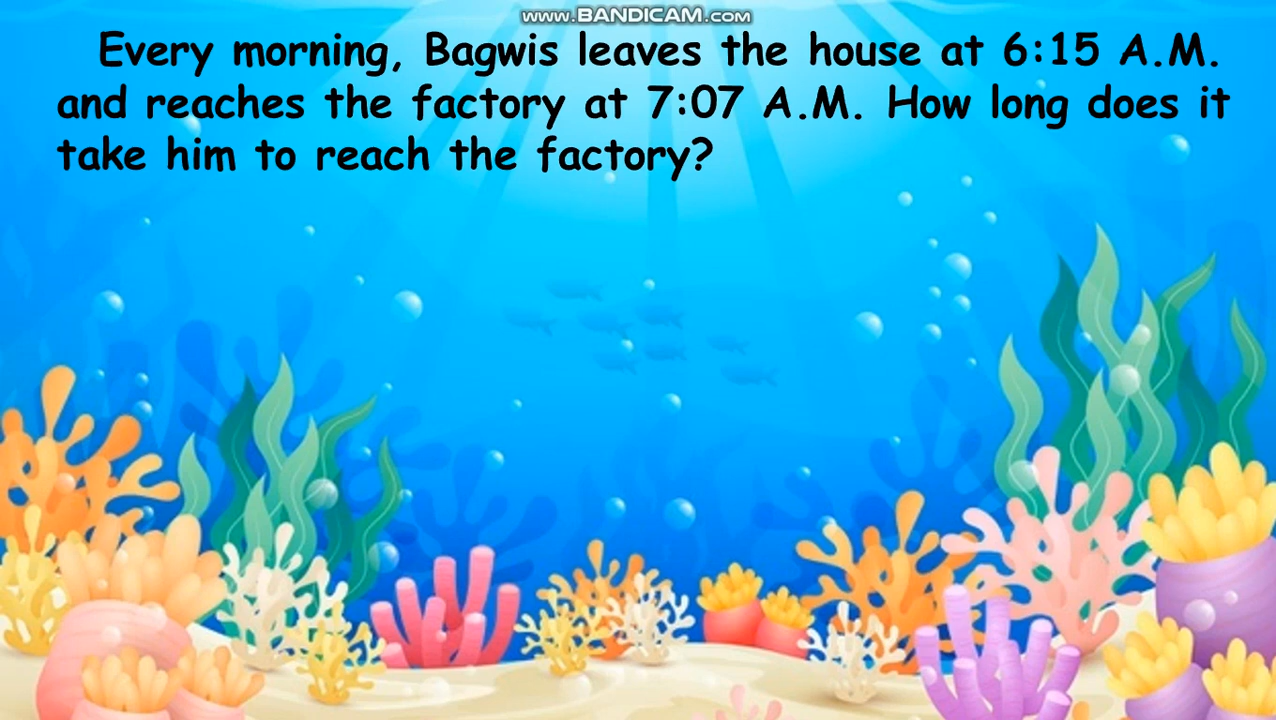 www.BANDICAM.com
Every morning, Bagwis leaves the house at 6:15 A.M.
and reaches the factory at 7:07 A.M. How long does it
take him to reach the factory?